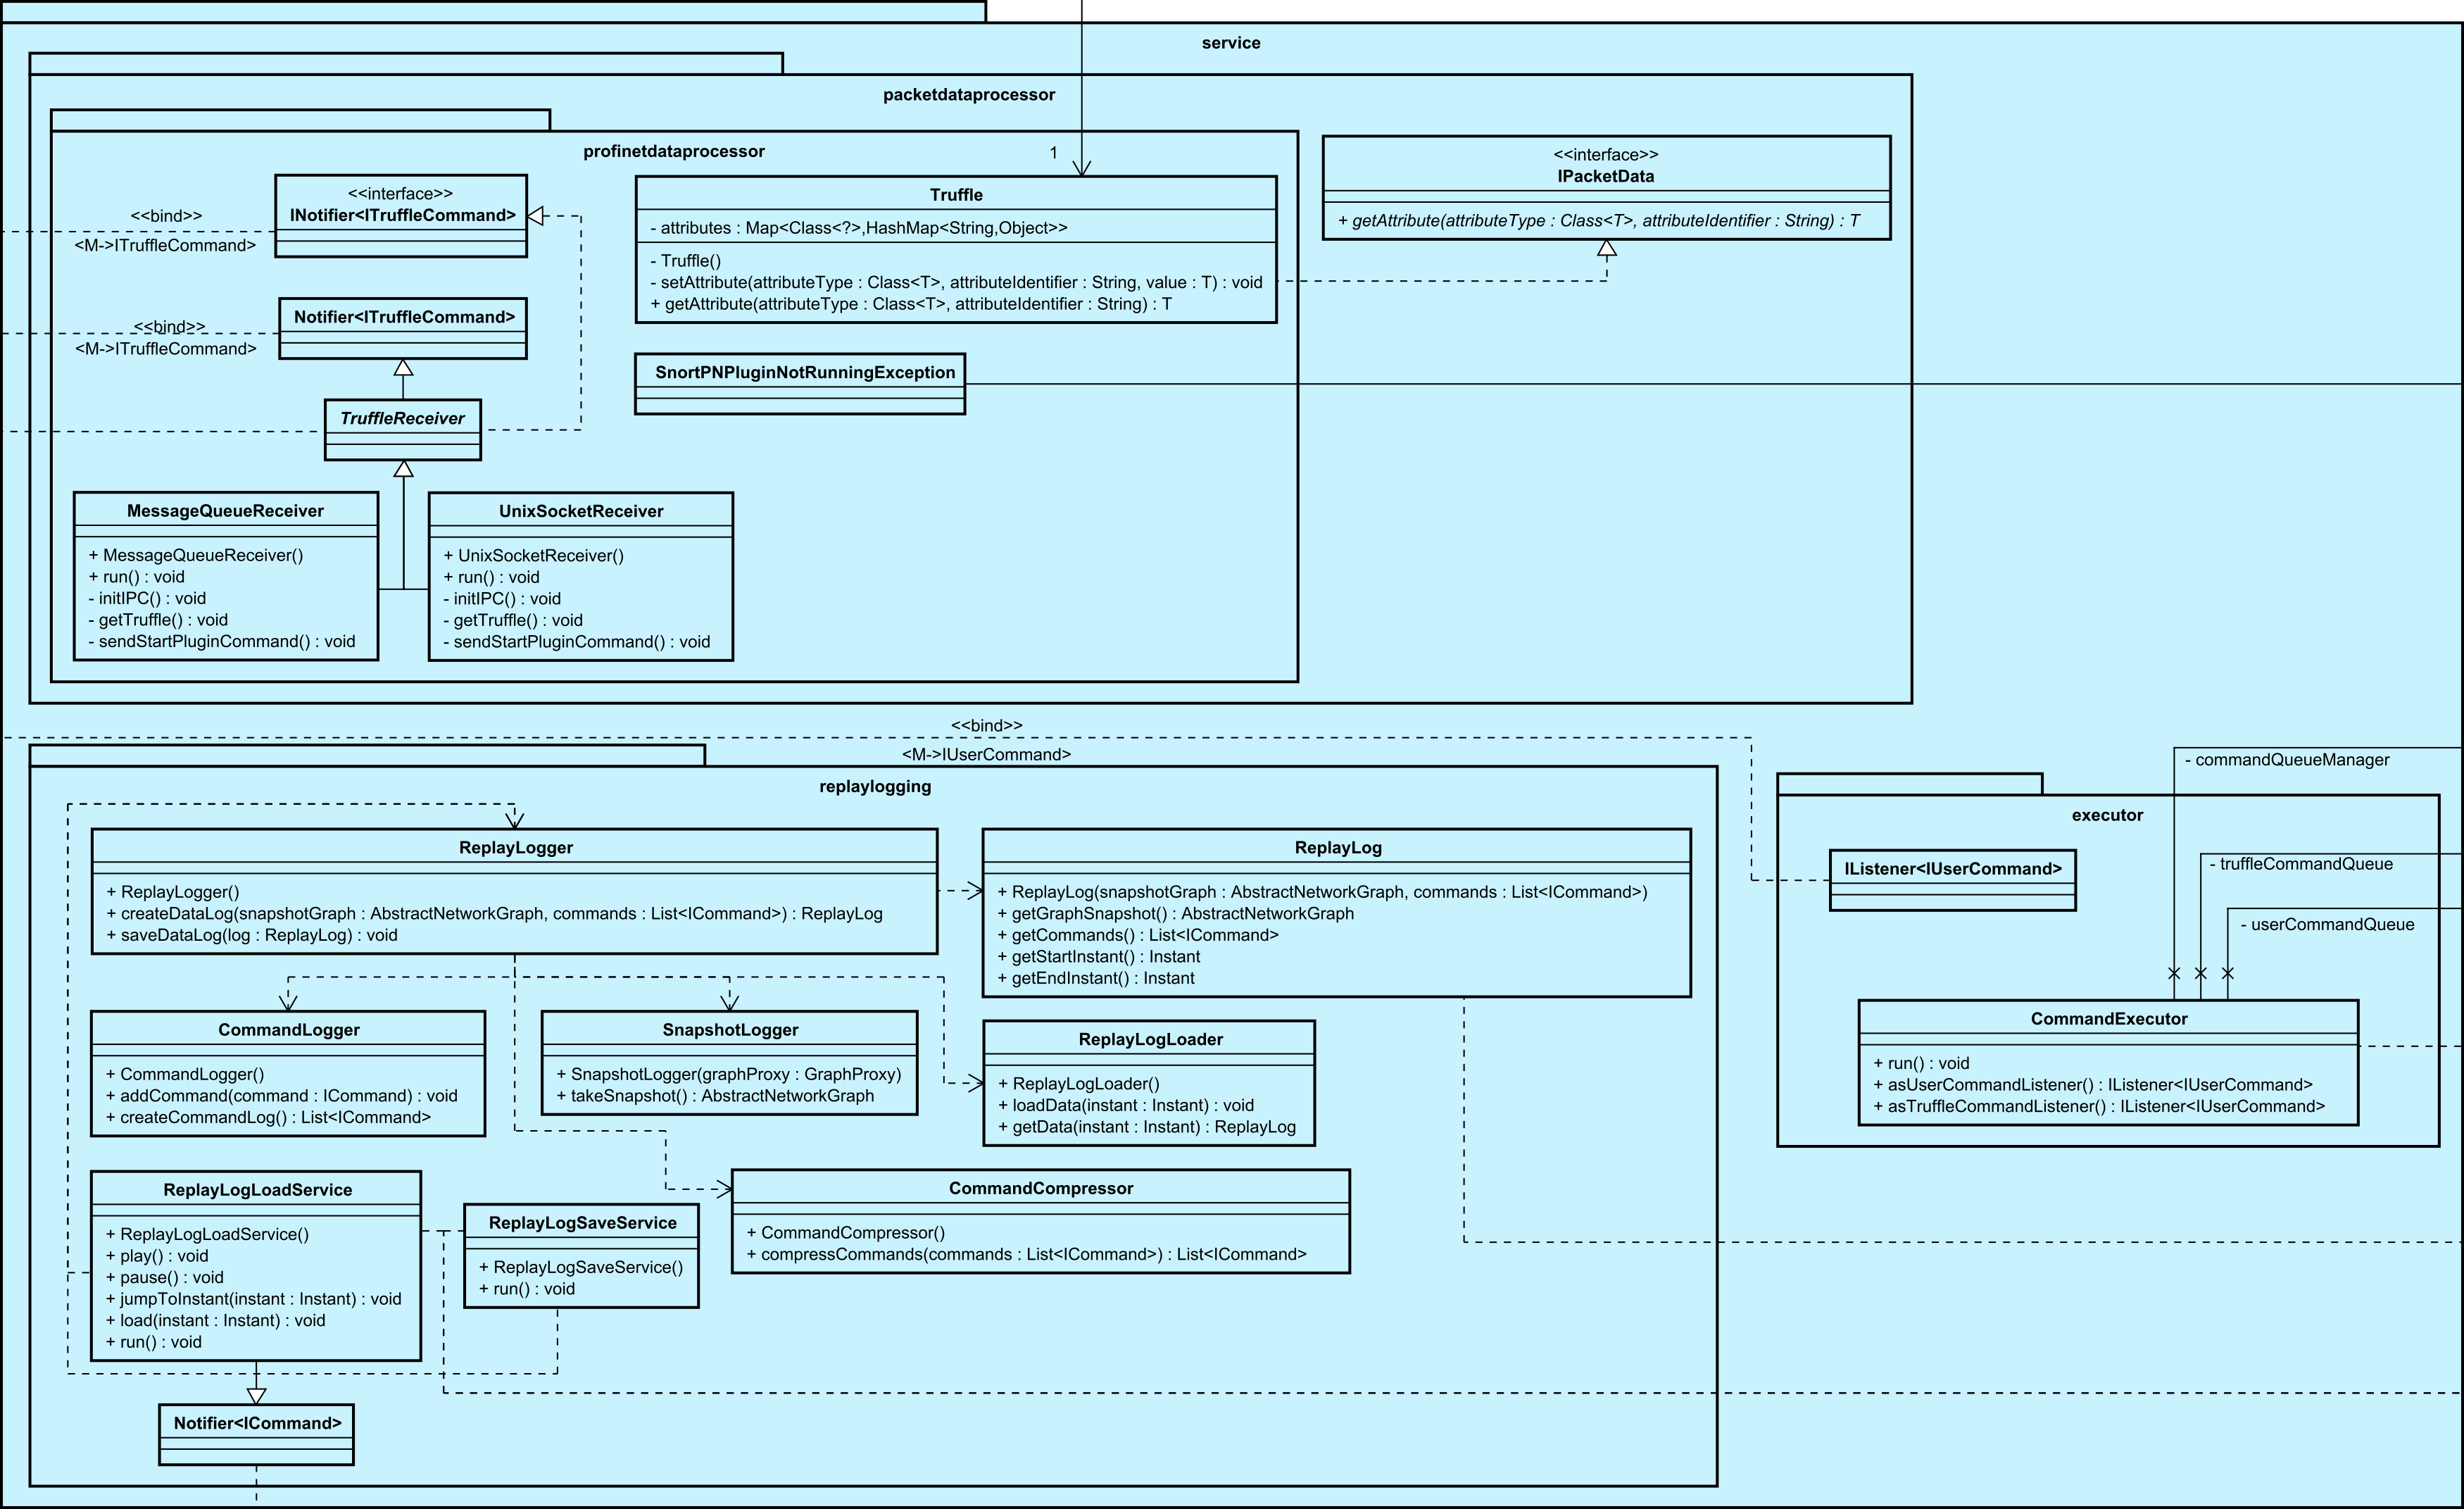 service
packetdataprocessor
profinetdataprocessor
1
<<bind>>
<M->ITruffleCommand>
<<interface>>
INotifier<ITruffleCommand>
Truffle
- attributes : Map<Class<?>,HashMap<String,Object>>
- Truffle()
- setAttribute(attributeType : Class<T>, attributeIdentifier : String, value : T) : void
+ getAttribute(attributeType : Class<T>, attributeIdentifier : String) : T
<<interface>>
IPacketData
+ getAttribute(attributeType : Class<T>, attributeIdentifier : String) : T
<<bind>>
<M->ITruffleCommand>
Notifier<ITruffleCommand>
SnortPNPluginNotRunningException
TruffleReceiver
MessageQueueReceiver
+ MessageQueueReceiver()
+ run() : void
- initIPC() : void
- getTruffle() : void
- sendStartPluginCommand() : void
UnixSocketReceiver
+ UnixSocketReceiver()
+ run() : void
- initIPC() : void
- getTruffle() : void
- sendStartPluginCommand() : void
<<bind>>
<M->IUserCommand>
replaylogging
ReplayLogger
+ ReplayLogger()
+ createDataLog(snapshotGraph : AbstractNetworkGraph, commands : List<ICommand>) : ReplayLog
+ saveDataLog(log : ReplayLog) : void
ReplayLog
+ ReplayLog(snapshotGraph : AbstractNetworkGraph, commands : List<ICommand>)
+ getGraphSnapshot() : AbstractNetworkGraph
+ getCommands() : List<ICommand>
+ getStartInstant() : Instant
+ getEndInstant() : Instant
CommandLogger
+ CommandLogger()
+ addCommand(command : ICommand) : void
+ createCommandLog() : List<ICommand>
SnapshotLogger
+ SnapshotLogger(graphProxy : GraphProxy)
+ takeSnapshot() : AbstractNetworkGraph
ReplayLogLoader
+ ReplayLogLoader()
+ loadData(instant : Instant) : void
+ getData(instant : Instant) : ReplayLog
ReplayLogLoadService
+ ReplayLogLoadService()
+ play() : void
+ pause() : void
+ jumpToInstant(instant : Instant) : void
+ load(instant : Instant) : void
+ run() : void
ReplayLogSaveService
+ ReplayLogSaveService()
+ run() : void
CommandCompressor
+ CommandCompressor()
+ compressCommands(commands : List<ICommand>) : List<ICommand>
Notifier<ICommand>
- commandQueueManager
executor
IListener<IUserCommand>
- truffleCommandQueue
- userCommandQueue
CommandExecutor
+ run() : void
+ asUserCommandListener() : IListener<IUserCommand>
+ asTruffleCommandListener() : IListener<IUserCommand>